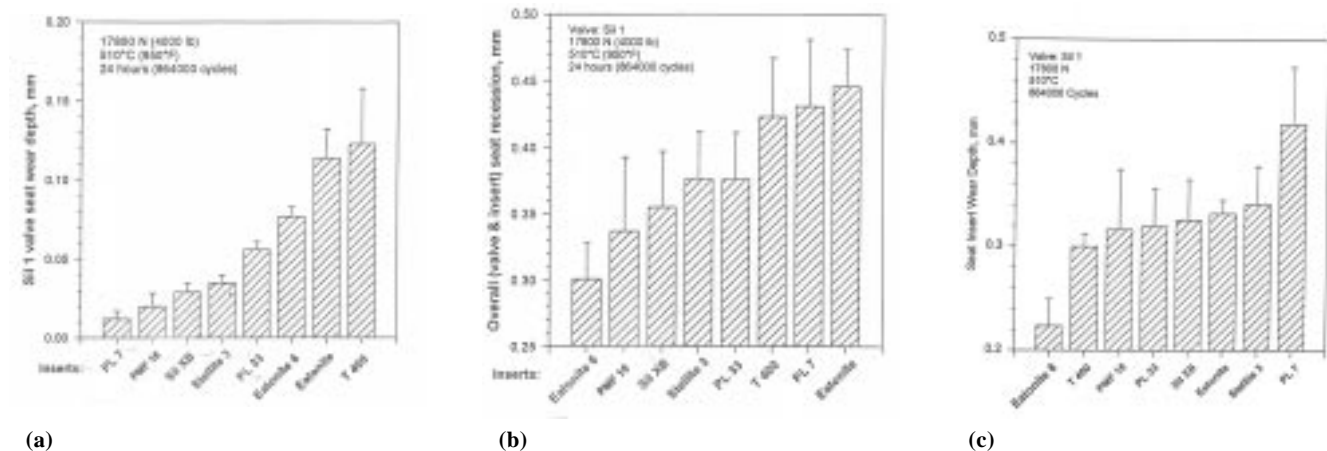 0.20
0.15
0.10
0.05
0.00
Sil 1 valve seat wear depth, mm
17800 N (4000 lb)
510°C (950°F)
24 hours (864000 cycles)
Inserts:
PL 7
PMF 16
Sil XB
Stellite 3
PL 33
Eatonite 6
Eatonite
T 400
(a)
0.50
0.45
0.40
0.35
0.30
0.25
Overall (valve & insert) seat recession, mm
Valve: Sil 1
17800 N (4000 lb)
24 hours (864000 cycles)
Inserts:
Eatonite 6
PMF 16
Sil XB
Stellite 3
PL 33
T 400
PL 7
Eatonite
(b)
0.5
0.4
0.3
0.2
Seat Insert Wear Depth, mm
Valve: Sil 1
510°C
864000 Cycles
Eatonite 6
T 400
PMF 16
PL 33
Sil XB
Eatonite
Stellite 3
PL 7
(c)